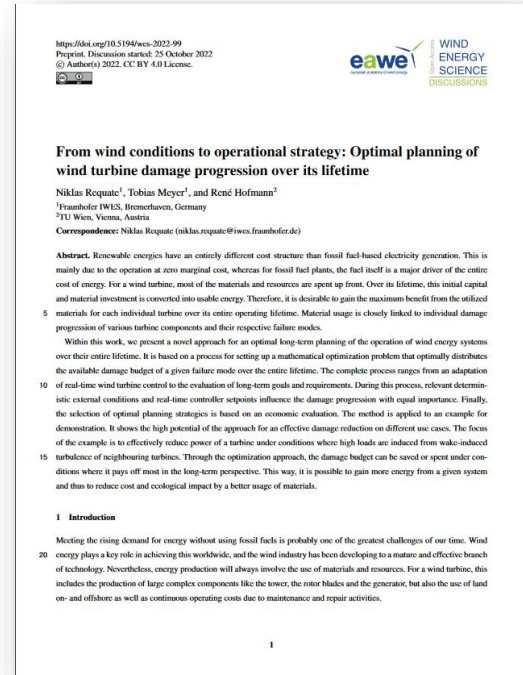 https://doi.org/10.5194/wes-2022-99
Preprint. Discussion started: 25 October 2022
© Author(s) 2022. CC BY 4.0 License.
eawe
european academy of wind energy
Open Access
WIND
ENERGY
SCIENCE
DISCUSSIONS
From wind conditions to operational strategy: Optimal planning of
wind turbine damage progression over its lifetime
Niklas Requate¹, Tobias Meyer¹, and René Hofmann²
¹Fraunhofer IWES, Bremerhaven, Germany
²TU Wien, Vienna, Austria
Correspondence: Niklas Requate (niklas.requate@iwes.fraunhofer.de)
Abstract. Renewable energies have an entirely different cost structure than fossil fuel-based electricity generation. This is
mainly due to the operation at zero marginal cost, whereas for fossil fuel plants, the fuel itself is a major driver of the entire
cost of energy. For a wind turbine, most of the materials and resources are spent up front. Over its lifetime, this initial capital
and material investment is converted into usable energy. Therefore, it is desirable to gain the maximum benefit from the utilized
5 materials for each individual turbine over its entire operating lifetime. Material usage is closely linked to individual damage
progression of various turbine components and their respective failure modes.
Within this work, we present a novel approach for an optimal long-term planning of the operation of wind energy systems
over their entire lifetime. It is based on a process for setting up a mathematical optimization problem that optimally distributes
the available damage budget of a given failure mode over the entire lifetime. The complete process ranges from an adaptation
10 of real-time wind turbine control to the evaluation of long-term goals and requirements. During this process, relevant determin-
istic external conditions and real-time controller setpoints influence the damage progression with equal importance. Finally,
the selection of optimal planning strategies is based on an economic evaluation. The method is applied to an example for
demonstration. It shows the high potential of the approach for an effective damage reduction on different use cases. The focus
of the example is to effectively reduce power of a turbine under conditions where high loads are induced from wake-induced
15 turbulence of neighbouring turbines. Through the optimization approach, the damage budget can be saved or spent under con-
ditions where it pays off most in the long-term perspective. This way, it is possible to gain more energy from a given system
and thus to reduce cost and ecological impact by a better usage of materials.
1 Introduction
Meeting the rising demand for energy without using fossil fuels is probably one of the greatest challenges of our time. Wind
20 energy plays a key role in achieving this worldwide, and the wind industry has been developing to a mature and effective branch
of technology. Nevertheless, energy production will always involve the use of materials and resources. For a wind turbine, this
includes the production of large complex components like the tower, the rotor blades and the generator, but also the use of land
on- and offshore as well as continuous operating costs due to maintenance and repair activities.
1